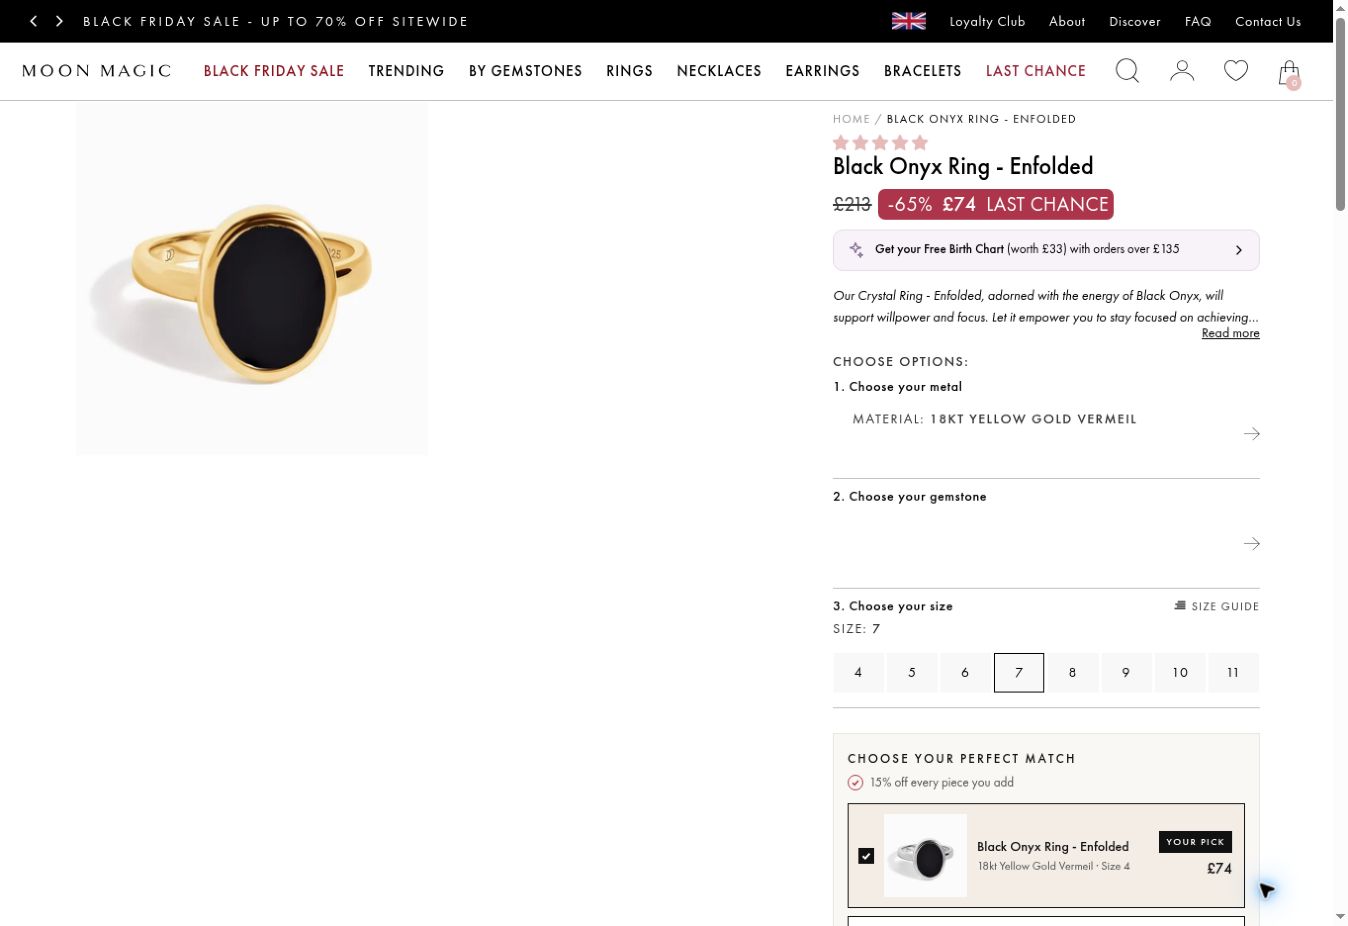 BLACK FRIDAY SALE - UP TO 70% OFF SITEWIDE
Loyalty Club About Discover FAQ Contact Us
MOON MAGIC BLACK FRIDAY SALE TRENDING BY GEMSTONES RINGS NECKLACES EARRINGS BRACELETS LAST CHANCE
0
HOME / BLACK ONYX RING - ENFOLDED
Black Onyx Ring - Enfolded
£213 -65% £74 LAST CHANCE
Get your Free Birth Chart (worth £33) with orders over £135
Our Crystal Ring - Enfolded, adorned with the energy of Black Onyx, will
support willpower and focus. Let it empower you to stay focused on achieving...
Read more
CHOOSE OPTIONS:
1. Choose your metal
MATERIAL: 18KT YELLOW GOLD VERMEIL
2. Choose your gemstone
3. Choose your size
SIZE GUIDE
SIZE: 7
4 5 6 7 8 9 10 11
CHOOSE YOUR PERFECT MATCH
15% off every piece you add
Black Onyx Ring - Enfolded
YOUR PICK
18kt Yellow Gold Vermeil · Size 4
£74